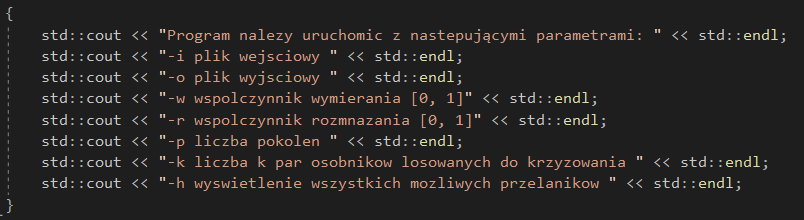 {
std::cout << "Program nalezy uruchomic z nastepującymi parametrami: " << std::endl;
std::cout << "-i plik wejsciowy " << std::endl;
std::cout << "-o plik wyjsciowy " << std::endl;
std::cout << "-w wspolczynnik wymierania [0, 1]" << std::endl;
std::cout << "-r wspolczynnik rozmnazania [0, 1]" << std::endl;
std::cout << "-p liczba pokolen " << std::endl;
std::cout << "-k liczba k par osobnikow losowanych do krzyzowania " << std::endl;
std::cout << "-h wyswietlenie wszystkich mozliwych przelanikow " << std::endl;
}